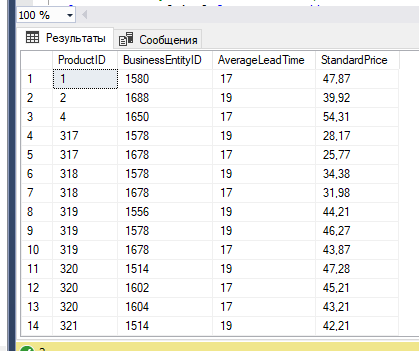 100 %
Результаты Сообщения
ProductID BusinessEntityID AverageLeadTime StandardPrice
1 1 1580 17 47,87
2 2 1688 19 39,92
3 4 1650 17 54,31
4 317 1578 19 28,17
5 317 1678 17 25,77
6 318 1578 19 34,38
7 318 1678 17 31,98
8 319 1556 19 44,21
9 319 1578 19 46,27
10 319 1678 17 43,87
11 320 1514 19 47,28
12 320 1602 17 45,21
13 320 1604 17 43,21
14 321 1514 19 42,21